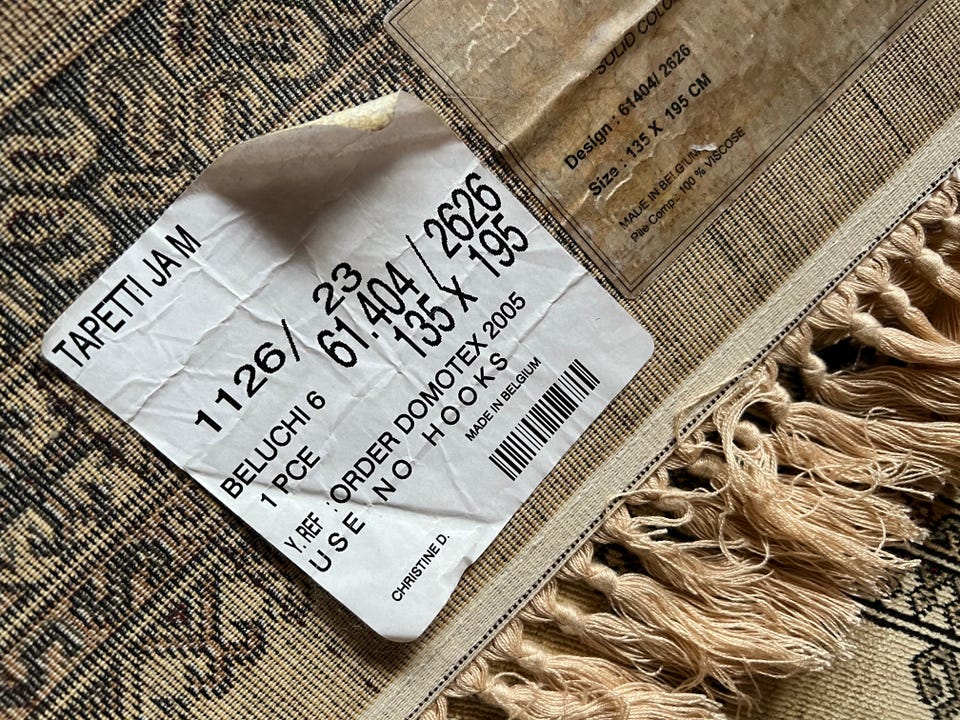 TAPETTI JA M
1126/ 23
61.404 / 2626
135 X 195
BELUCHI 6
1 PCE
Y. REF : ORDER DOMOTEX 2005
USE NO HOOKS
MADE IN BELGIUM
CHRISTINE D.
SOLID
Design : 61404/ 2626
Size : 135 X 195 CM
MADE IN BELGIUM
Pile Comp.: 100 % VISCOSE